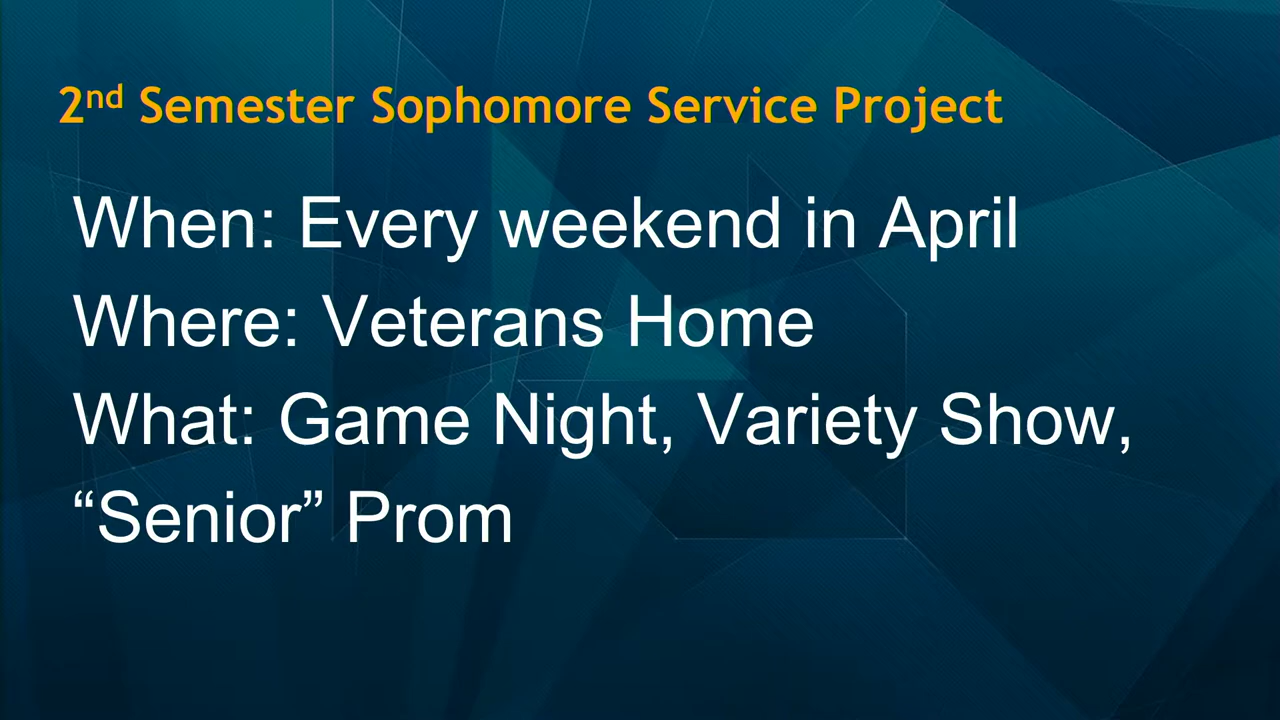 2nd Semester Sophomore Service Project
When: Every weekend in April
Where: Veterans Home
What: Game Night, Variety Show,
“Senior” Prom